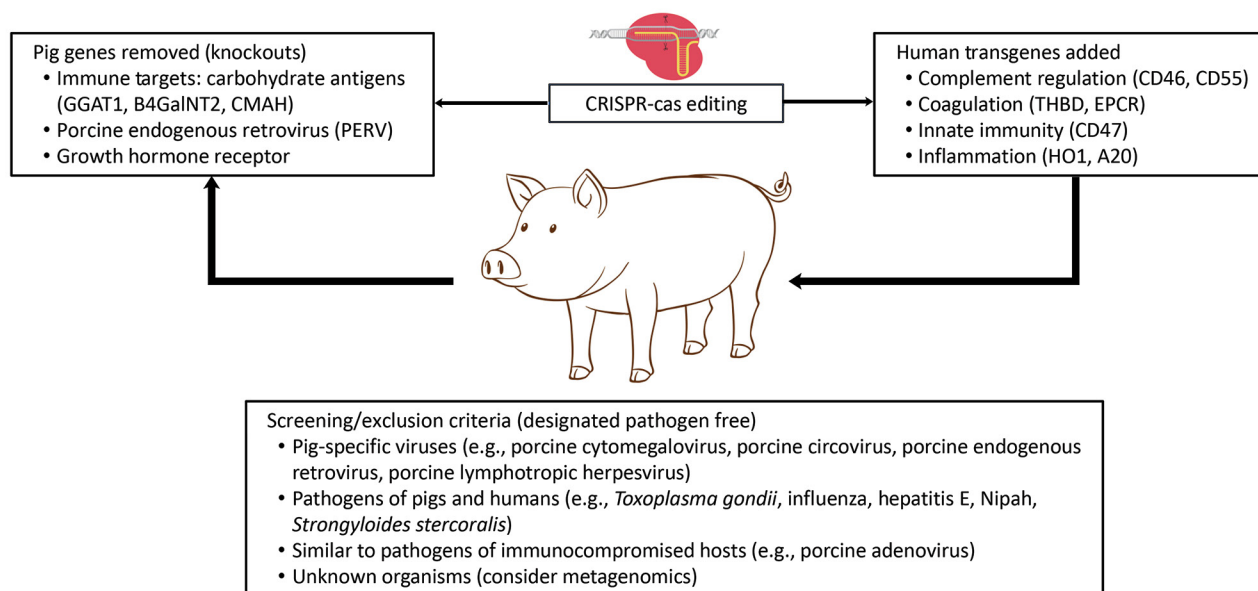 Pig genes removed (knockouts)
• Immune targets: carbohydrate antigens
(GGAT1, B4GalNT2, CMAH)
• Porcine endogenous retrovirus (PERV)
• Growth hormone receptor
CRISPR-cas editing
Human transgenes added
• Complement regulation (CD46, CD55)
• Coagulation (THBD, EPCR)
• Innate immunity (CD47)
• Inflammation (HO1, A20)
Screening/exclusion criteria (designated pathogen free)
• Pig-specific viruses (e.g., porcine cytomegalovirus, porcine circovirus, porcine endogenous
retrovirus, porcine lymphotropic herpesvirus)
• Pathogens of pigs and humans (e.g., Toxoplasma gondii, influenza, hepatitis E, Nipah,
Strongyloides stercoralis)
• Similar to pathogens of immunocompromised hosts (e.g., porcine adenovirus)
• Unknown organisms (consider metagenomics)